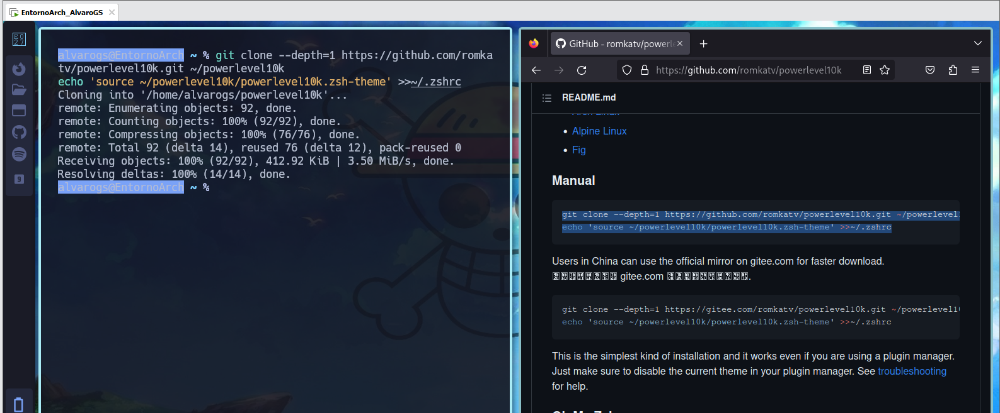 EntornoArch_AlvaroGS
alvarogs@EntornoArch ~ % git clone --depth=1 https://github.com/romka
tv/powerlevel10k.git ~/powerlevel10k
echo 'source ~/powerlevel10k/powerlevel10k.zsh-theme' >>~/.zshrc
Cloning into '/home/alvarogs/powerlevel10k'...
remote: Enumerating objects: 92, done.
remote: Counting objects: 100% (92/92), done.
remote: Compressing objects: 100% (76/76), done.
remote: Total 92 (delta 14), reused 76 (delta 12), pack-reused 0
Receiving objects: 100% (92/92), 412.92 KiB | 3.50 MiB/s, done.
Resolving deltas: 100% (14/14), done.
alvarogs@EntornoArch ~ %
9
GitHub - romkatv/powerl
https://github.com/romkatv/powerlevel10k
README.md
Arch Linux
Alpine Linux
Fig
Manual
git clone --depth=1 https://github.com/romkatv/powerlevel10k.git ~/powerlevel
echo 'source ~/powerlevel10k/powerlevel10k.zsh-theme' >>~/.zshrc
Users in China can use the official mirror on gitee.com for faster download.
gitee.com
git clone --depth=1 https://gitee.com/romkatv/powerlevel10k.git ~/powerlevel1
echo 'source ~/powerlevel10k/powerlevel10k.zsh-theme' >>~/.zshrc
This is the simplest kind of installation and it works even if you are using a plugin manager.
Just make sure to disable the current theme in your plugin manager. See troubleshooting
for help.